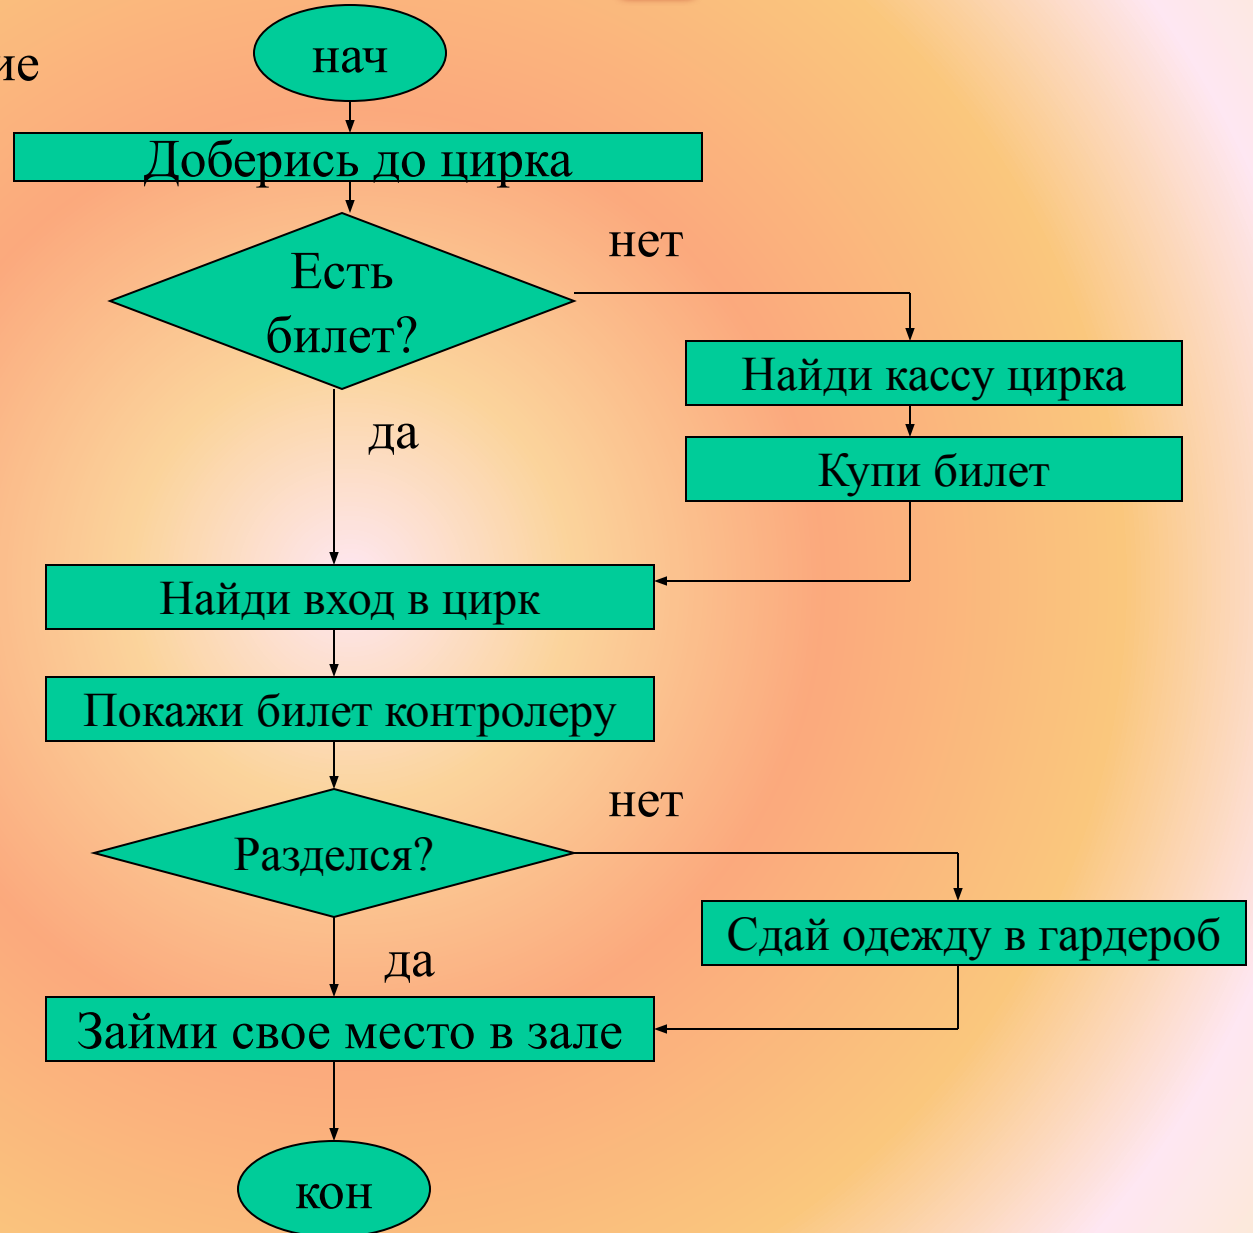 нач
Доберись до цирка
Есть
билет?
нет
Найди кассу цирка
да
Купи билет
Найди вход в цирк
Покажи билет контролеру
нет
Разделся?
Сдай одежду в гардероб
да
Займи свое место в зале
кон